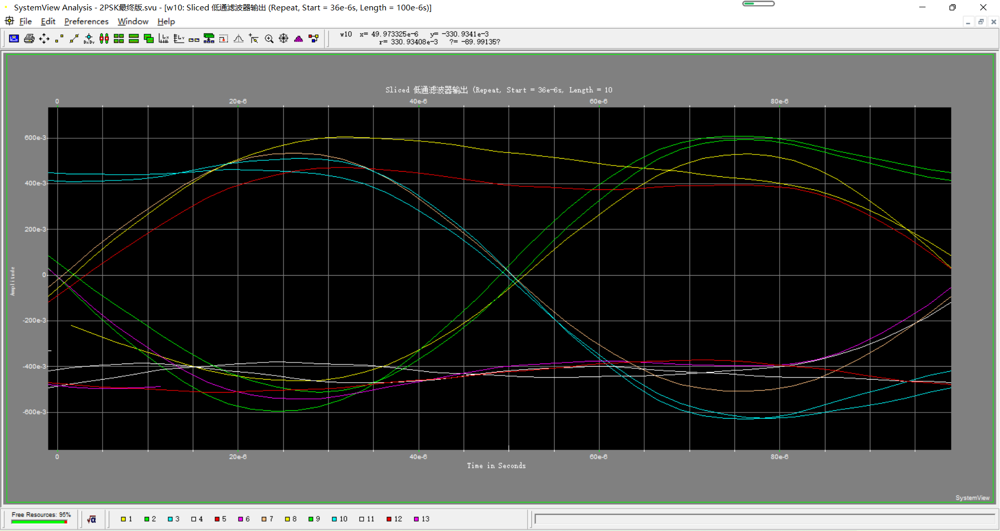 SystemView Analysis - 2PSK最终版.svu - [w10: Sliced 低通滤波器输出 (Repeat, Start = 36e-6s, Length = 100e-6s)]
File Edit Preferences Window Help
w10 x= 49.973325e-6 y= -330.9341e-3
r= 330.93408e-3 ?= -89.99135?
Sliced 低通滤波器输出 (Repeat, Start = 36e-6s, Length = 10
0 20e-6 40e-6 60e-6 80e-6
600e-3
400e-3
200e-3
0
Amplitude
-200e-3
-400e-3
-600e-3
0 20e-6 40e-6 60e-6 80e-6
Time in Seconds
SystemView
Free Resources: 95%
√α 1 2 3 4 5 6 7 8 9 10 11 12 13